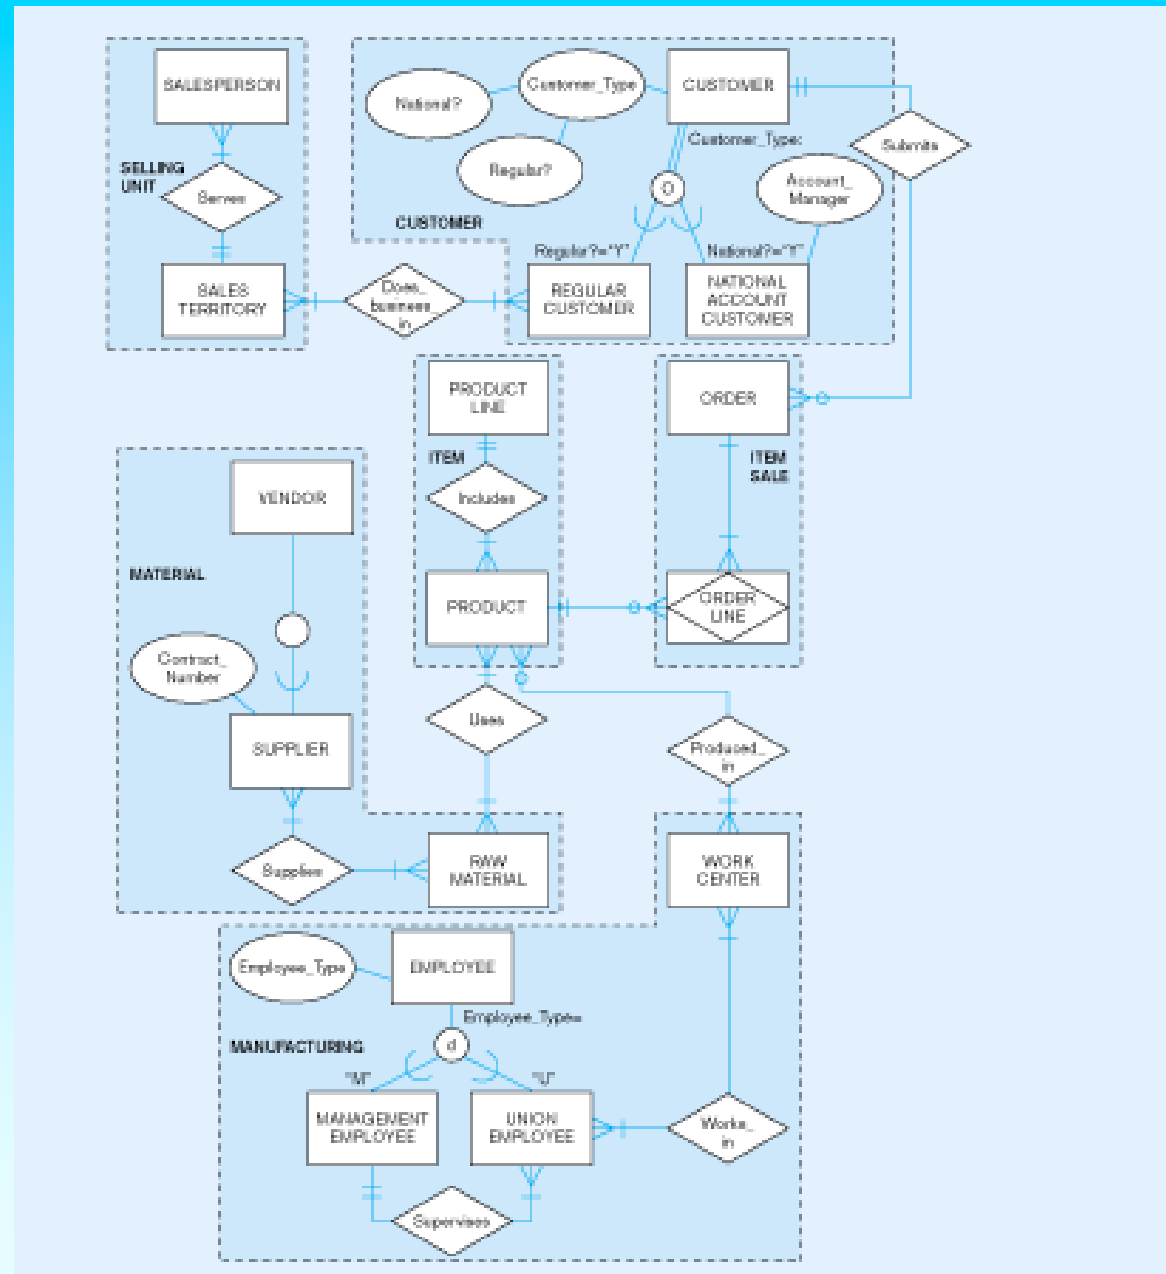 SALESPERSON
SELLING
UNIT
Serves
SALES
TERRITORY
Does_
business_
in
National?
Customer_Type
CUSTOMER
Regular?
Customer_Type:
O
Account_
Manager
Submits
CUSTOMER
Regular?="Y"
National?="Y"
REGULAR
CUSTOMER
NATIONAL
ACCOUNT
CUSTOMER
PRODUCT
LINE
ITEM
Includes
PRODUCT
ORDER
ITEM
SALE
ORDER
LINE
VENDOR
MATERIAL
Contract_
Number
SUPPLIER
Supplies
RAW
MATERIAL
Uses
Produced_
in
WORK
CENTER
Employee_Type
EMPLOYEE
Employee_Type=
MANUFACTURING
d
"M"
"U"
MANAGEMENT
EMPLOYEE
UNION
EMPLOYEE
Works_
in
Supervises